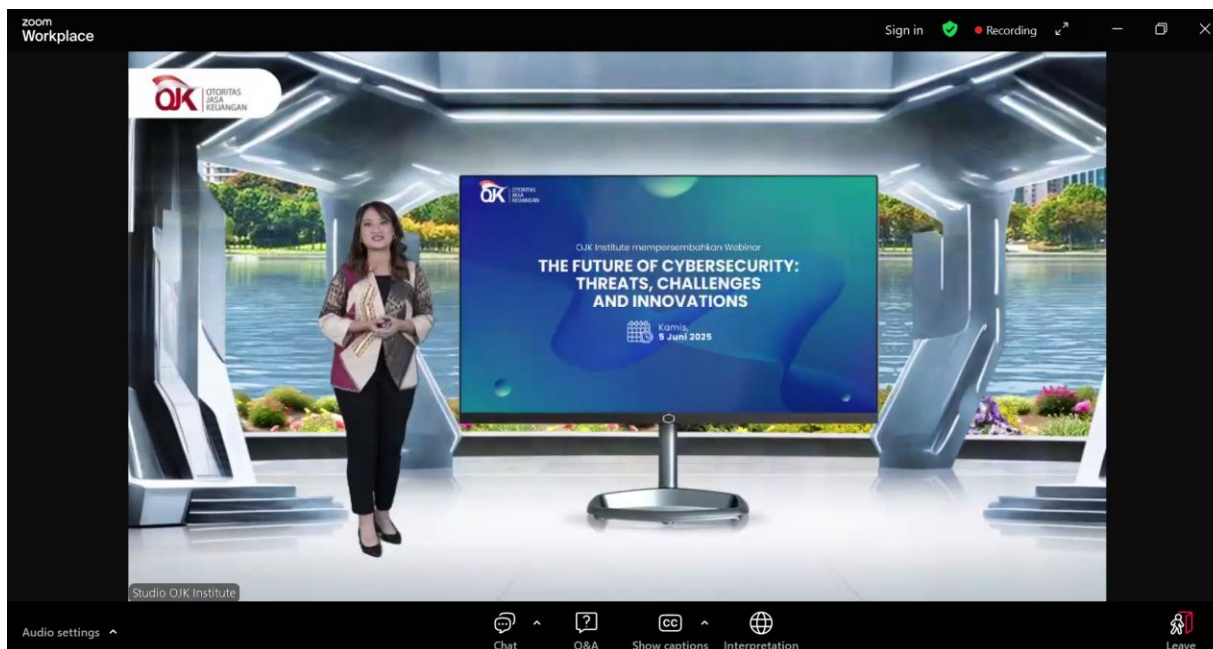 zoom
Workplace
Sign in
Recording
OJK
OTORITAS
JASA
KEUANGAN
OJK
OTORITAS
JASA
KEUANGAN
OJK Institute mempersembahkan Webinar
THE FUTURE OF CYBERSECURITY:
THREATS, CHALLENGES
AND INNOVATIONS
Kamis,
5 Juni 2025
Studio OJK Institute
Audio settings
Chat
Q&A
CC
Show captions
Interpretation
Leave